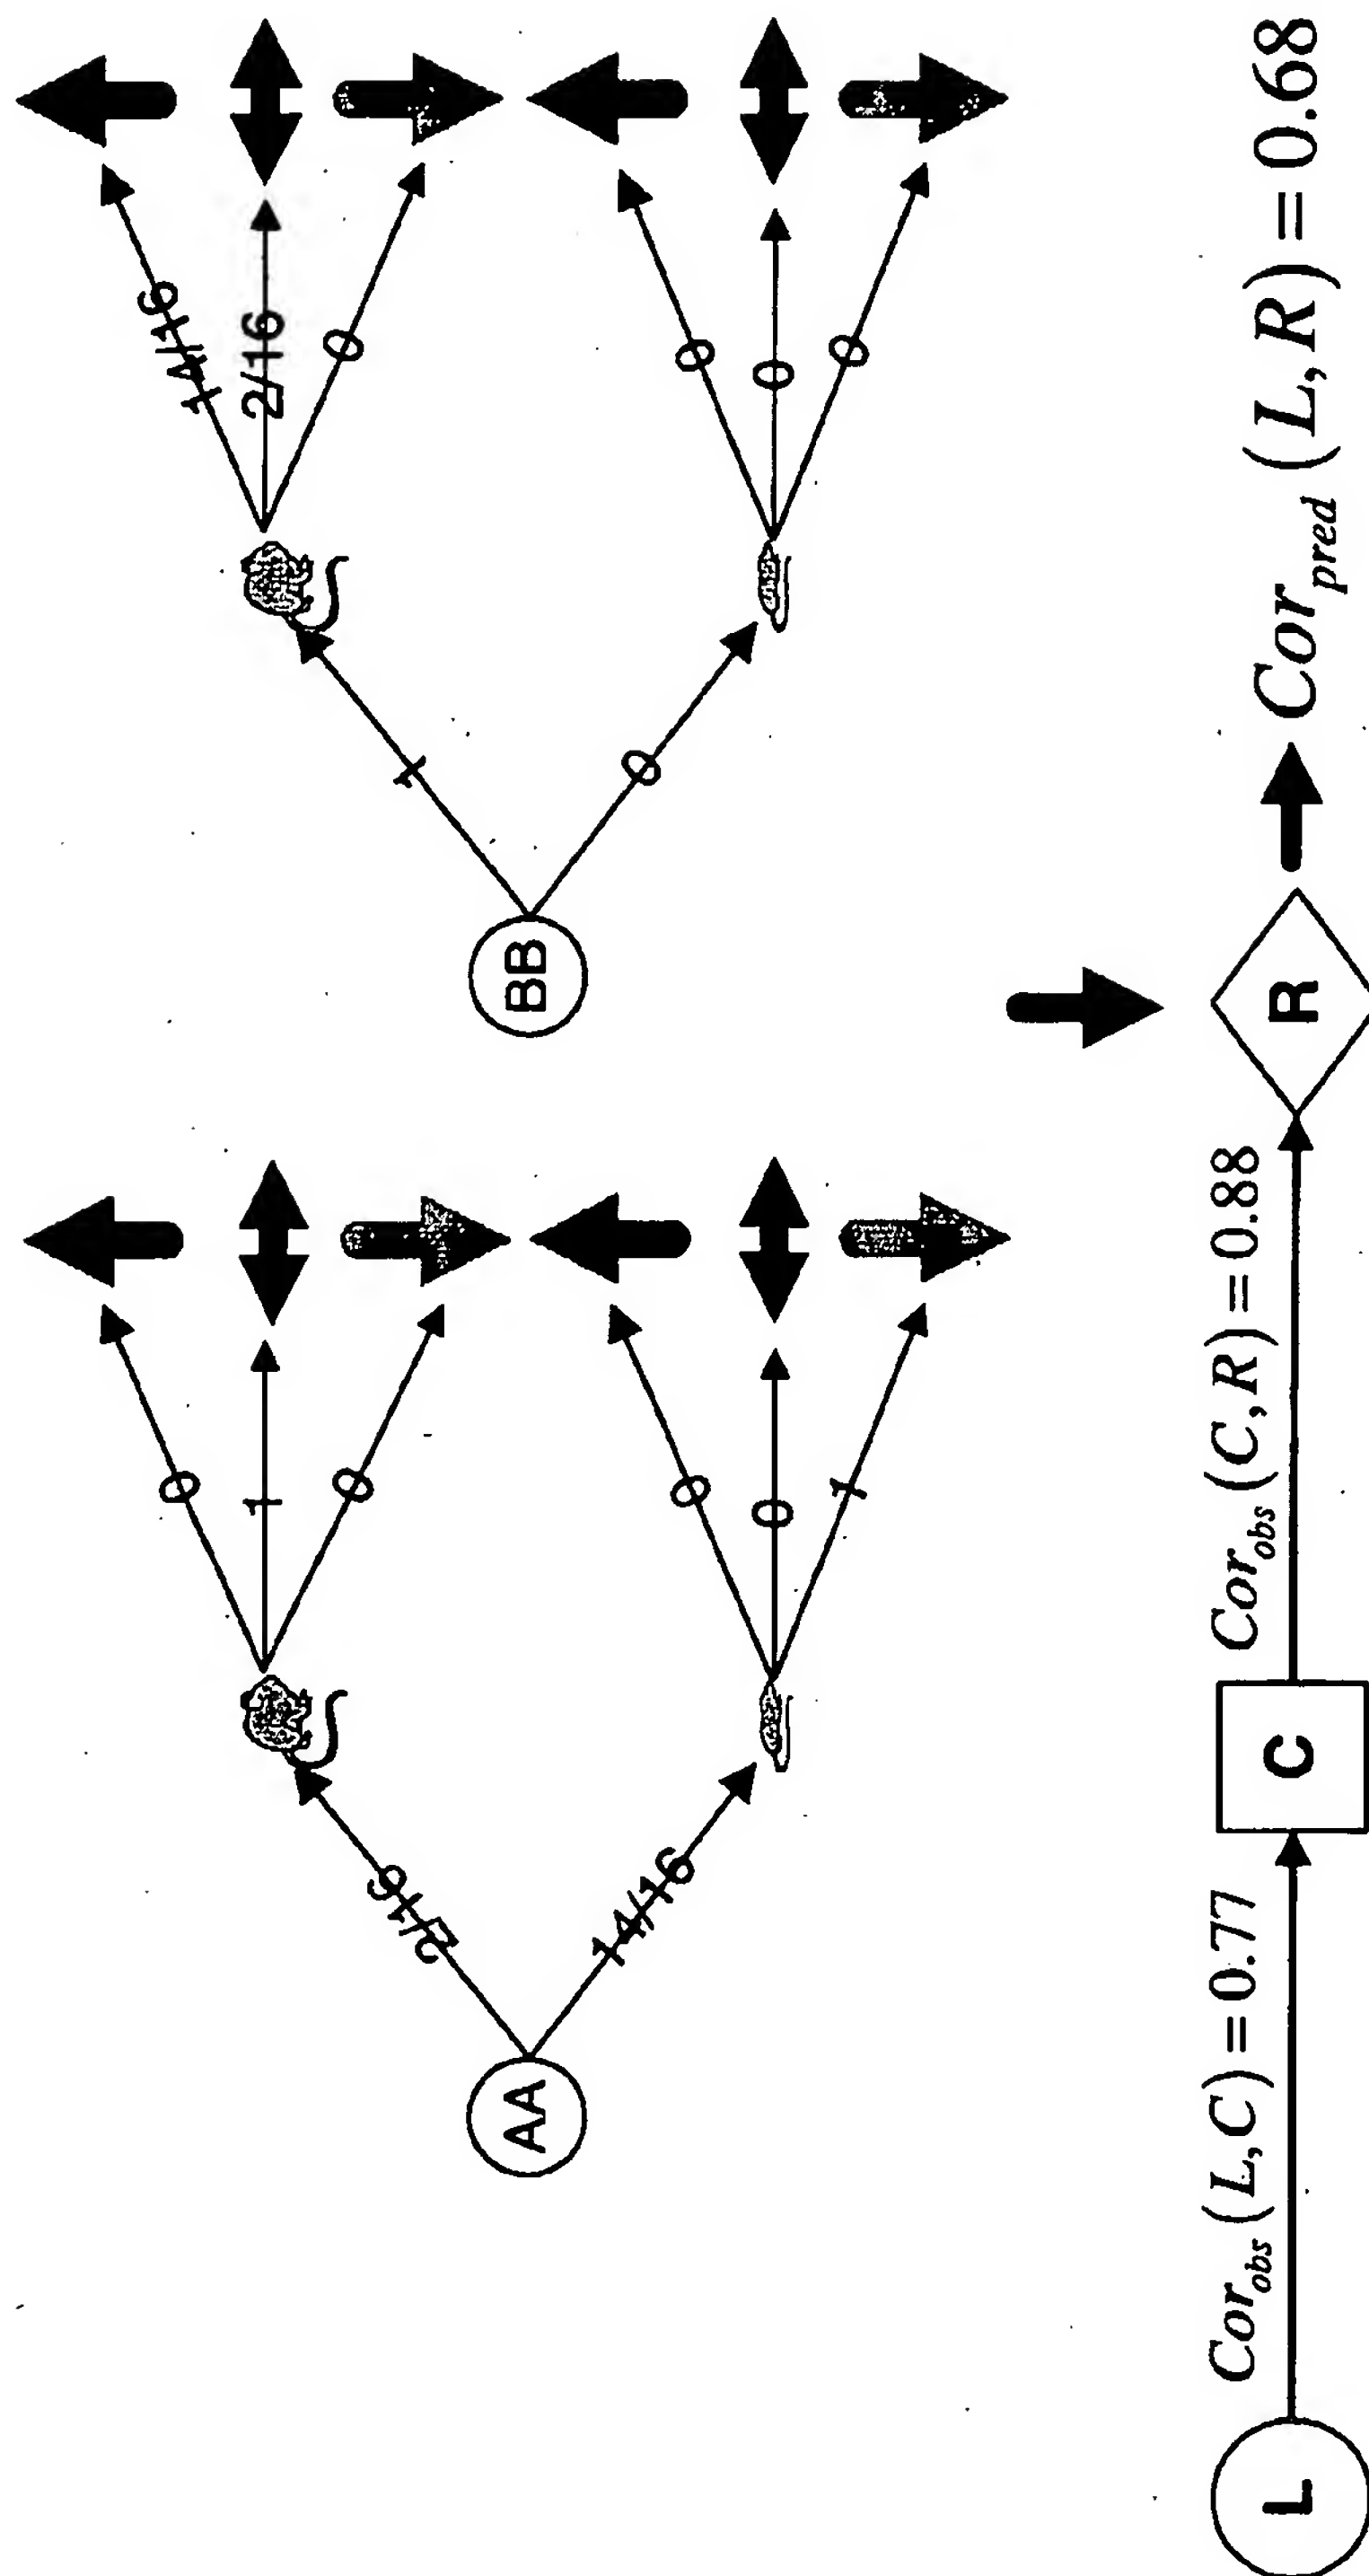 AA
2/16
14/16
0
1
0
0
0
1
BB
1
0
14/16
2/16
0
0
0
0
L
Cor_obs (L, C) = 0.77
C
Cor_obs (C, R) = 0.88
R
Cor_pred (L, R) = 0.68